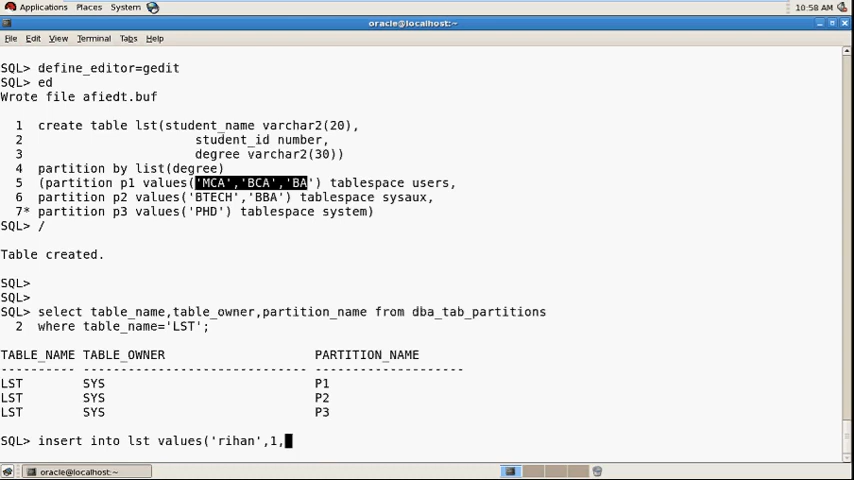 Applications Places System 10:58 AM
oracle@localhost:~
File Edit View Terminal Tabs Help
SQL> define_editor=gedit
SQL> ed
Wrote file afiedt.buf
1 create table lst(student_name varchar2(20),
2 student_id number,
3 degree varchar2(30))
4 partition by list(degree)
5 (partition p1 values('MCA','BCA','BA') tablespace users,
6 partition p2 values('BTECH','BBA') tablespace sysaux,
7* partition p3 values('PHD') tablespace system)
SQL> /
Table created.
SQL>
SQL>
SQL> select table_name,table_owner,partition_name from dba_tab_partitions
2 where table_name='LST';
TABLE_NAME TABLE_OWNER PARTITION_NAME
---------- ------------------------------ --------------------
LST SYS P1
LST SYS P2
LST SYS P3
SQL> insert into lst values('rihan',1,
oracle@localhost:~